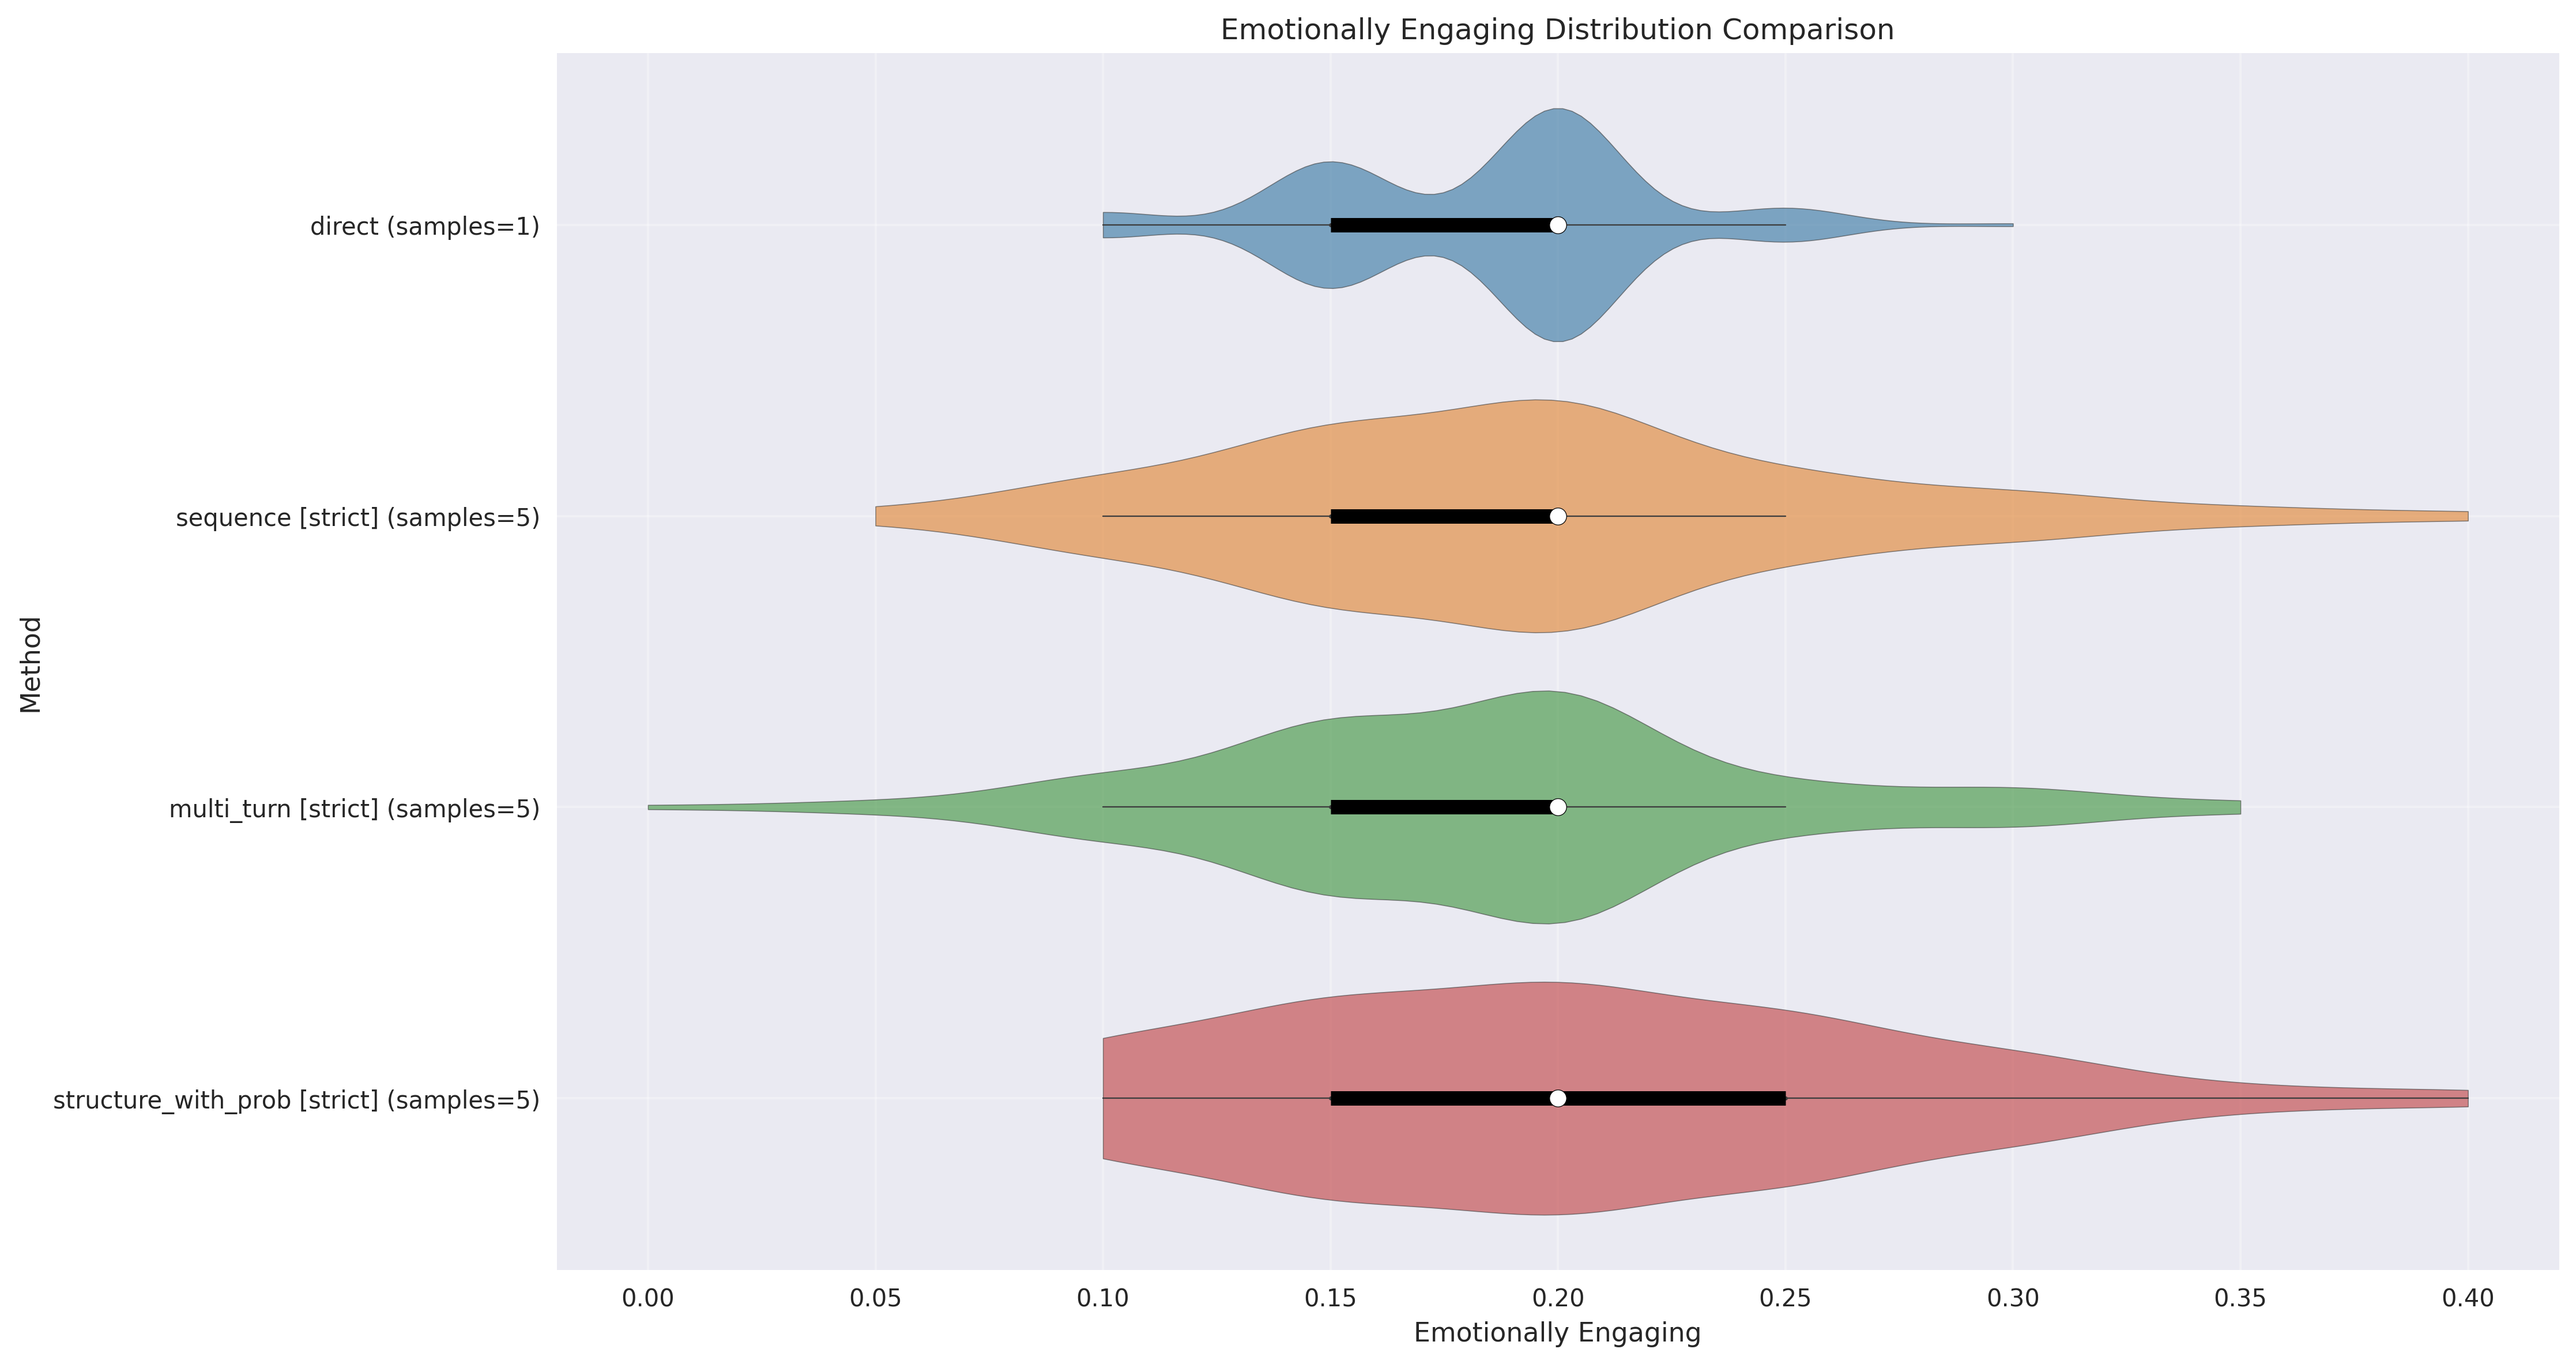 Emotionally Engaging Distribution Comparison
Method
direct (samples=1)
sequence [strict] (samples=5)
multi_turn [strict] (samples=5)
structure_with_prob [strict] (samples=5)
0.00 0.05 0.10 0.15 0.20 0.25 0.30 0.35 0.40
Emotionally Engaging